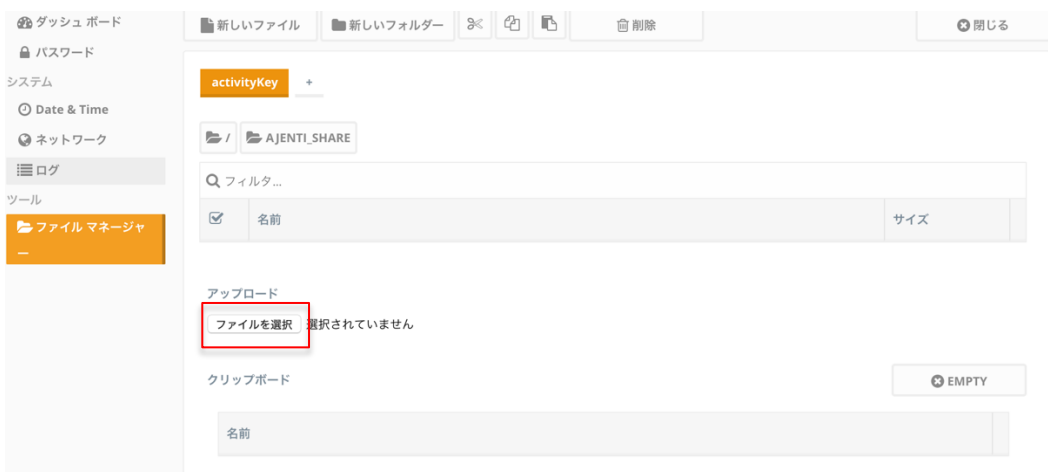 ダッシュ ボード
パスワード
システム
Date & Time
ネットワーク
ログ
ツール
ファイル マネージャ
ー
新しいファイル 新しいフォルダー 削除 閉じる
activityKey +
/ AJENTI_SHARE
フィルタ...
名前 サイズ
アップロード
ファイルを選択 選択されていません
クリップボード EMPTY
名前